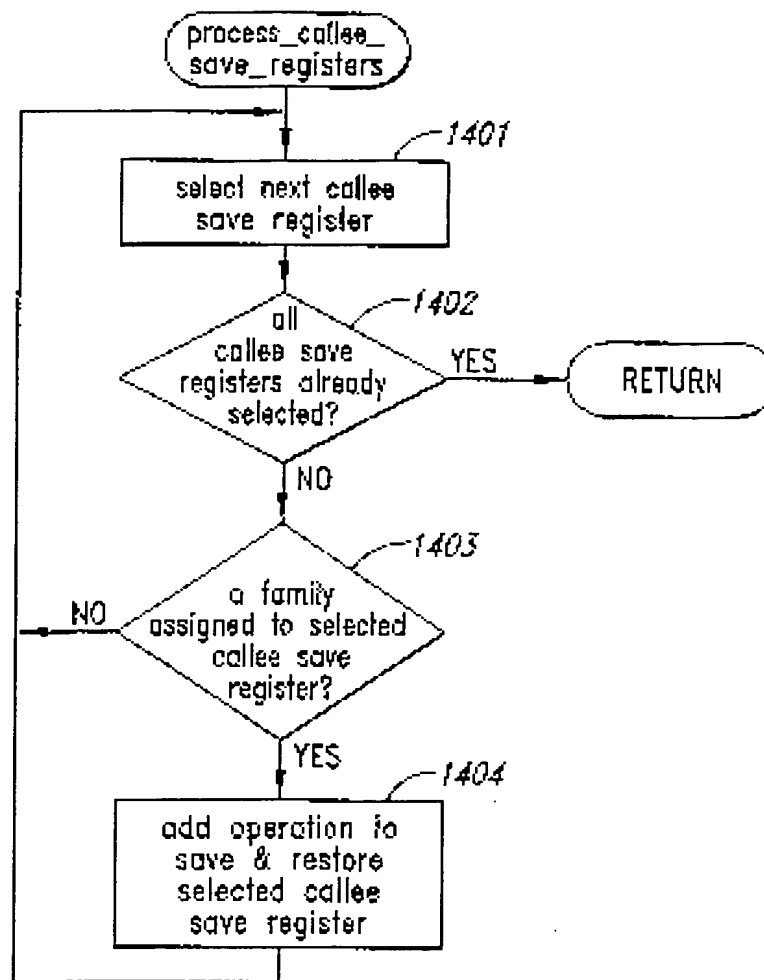 process_callee_
save_registers
1401
select next callee
save register
1402
all
callee save
registers already
selected?
YES
RETURN
NO
1403
a family
assigned to selected
callee save
register?
NO
YES
1404
add operation to
save & restore
selected callee
save register